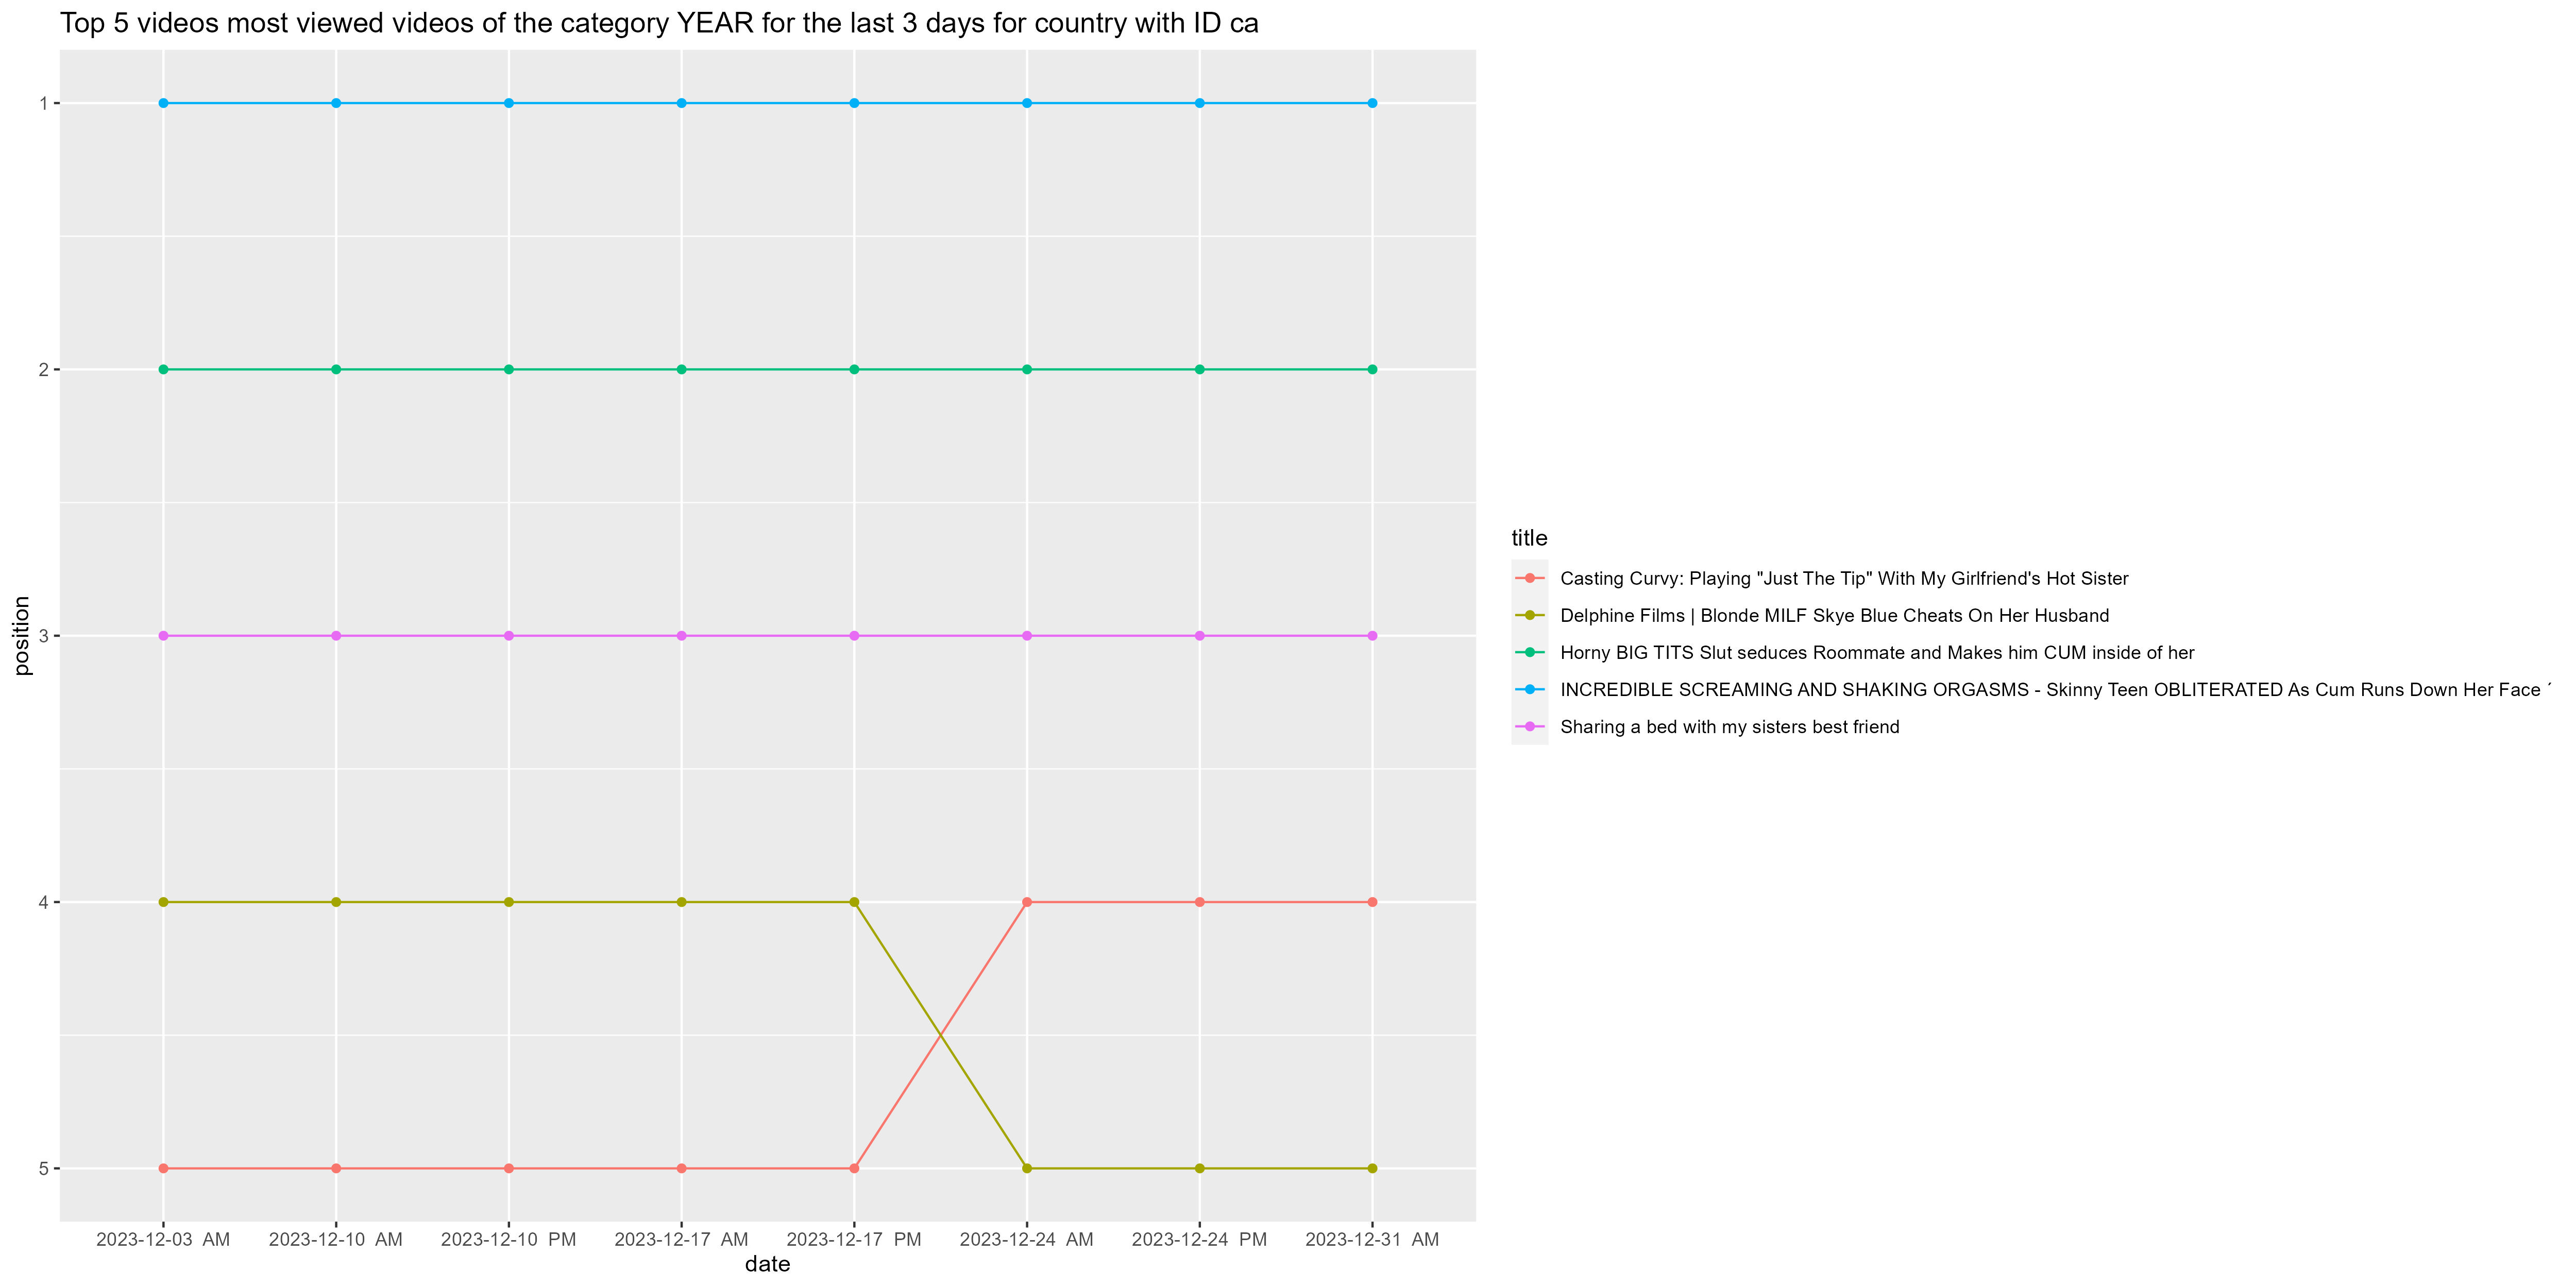 Top 5 videos most viewed videos of the category YEAR for the last 3 days for country with ID ca
1
2
3
4
5
position
2023-12-03 AM
2023-12-10 AM
2023-12-10 PM
2023-12-17 AM
2023-12-17 PM
2023-12-24 AM
2023-12-24 PM
2023-12-31 AM
date
title
Casting Curvy: Playing "Just The Tip" With My Girlfriend's Hot Sister
Delphine Films | Blonde MILF Skye Blue Cheats On Her Husband
Horny BIG TITS Slut seduces Roommate and Makes him CUM inside of her
INCREDIBLE SCREAMING AND SHAKING ORGASMS - Skinny Teen OBLITERATED As Cum Runs Down Her Face
Sharing a bed with my sisters best friend